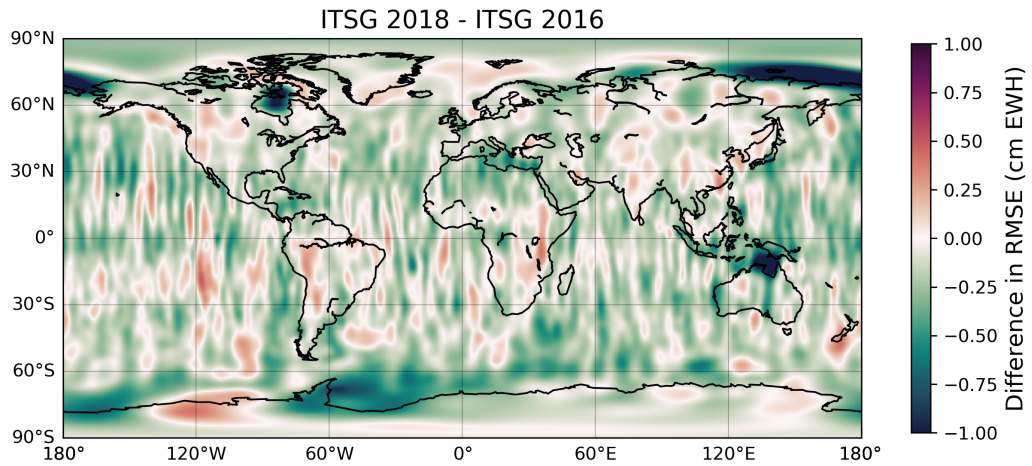 ITSG 2018 - ITSG 2016
90°N
60°N
30°N
0°
30°S
60°S
90°S
180°
120°W
60°W
0°
60°E
120°E
180°
1.00
0.75
0.50
0.25
0.00
−0.25
−0.50
−0.75
−1.00
Difference in RMSE (cm EWH)